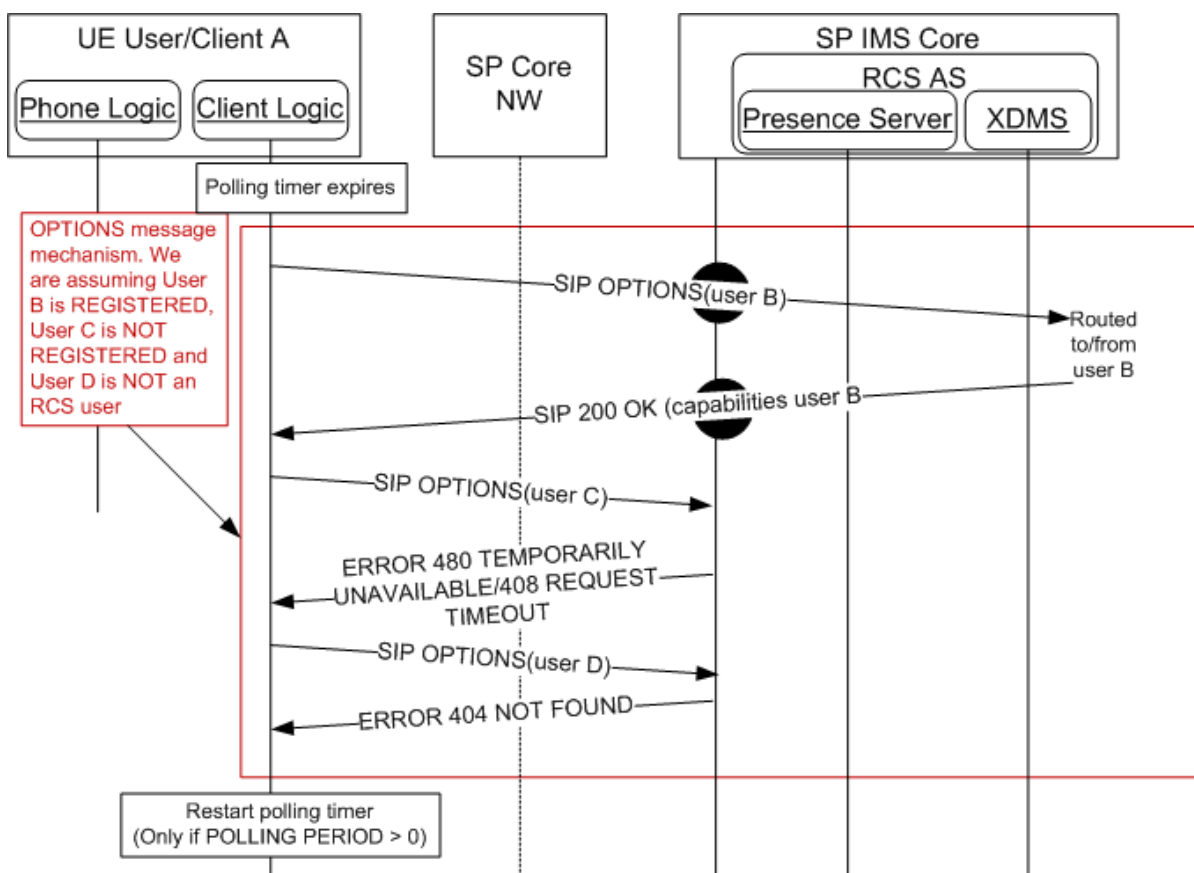 UE User/Client A
Phone Logic
Client Logic
SP Core
NW
SP IMS Core
RCS AS
Presence Server
XDMS
Polling timer expires
OPTIONS message
mechanism. We
are assuming User
B is REGISTERED,
User C is NOT
REGISTERED and
User D is NOT an
RCS user
SIP OPTIONS(user B)
Routed
to/from
user B
SIP 200 OK (capabilities user B
SIP OPTIONS(user C)
ERROR 480 TEMPORARILY
UNAVAILABLE/408 REQUEST
TIMEOUT
SIP OPTIONS(user D)
ERROR 404 NOT FOUND
Restart polling timer
(Only if POLLING PERIOD > 0)